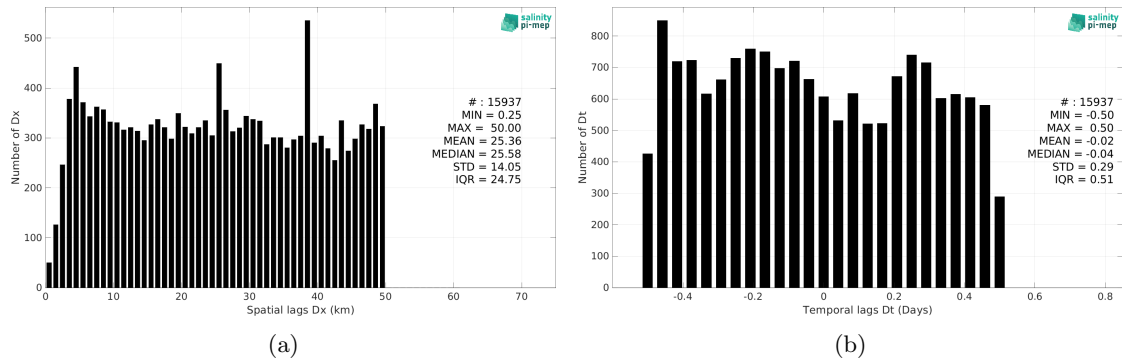 salinity
pi-mep
Number of Dx
500
400
300
200
100
0
# : 15937
MIN = 0.25
MAX = 50.00
MEAN = 25.36
MEDIAN = 25.58
STD = 14.05
IQR = 24.75
0 10 20 30 40 50 60 70
Spatial lags Dx (km)
(a)
salinity
pi-mep
Number of Dt
800
700
600
500
400
300
200
100
0
# : 15937
MIN = -0.50
MAX = 0.50
MEAN = -0.02
MEDIAN = -0.04
STD = 0.29
IQR = 0.51
-0.4 -0.2 0 0.2 0.4 0.6 0.8
Temporal lags Dt (Days)
(b)